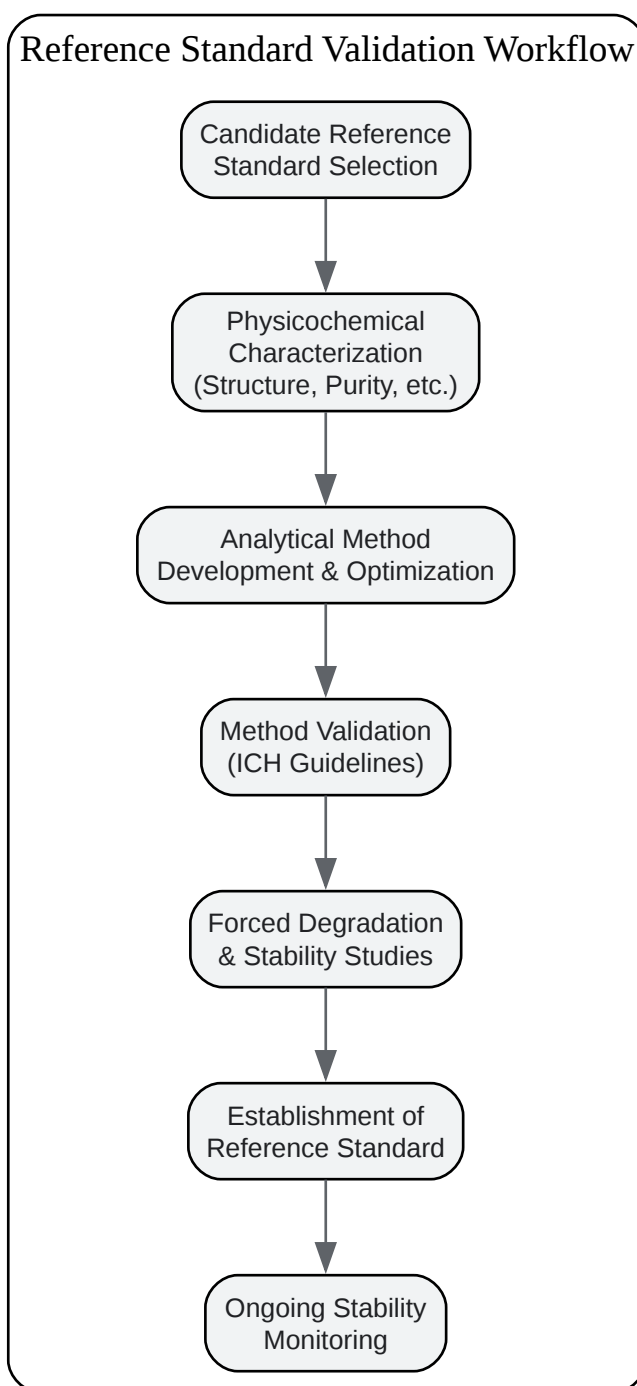 Reference Standard Validation Workflow
Candidate Reference
Standard Selection
Physicochemical
Characterization
(Structure, Purity, etc.)
Analytical Method
Development & Optimization
Method Validation
(ICH Guidelines)
Forced Degradation
& Stability Studies
Establishment of
Reference Standard
Ongoing Stability
Monitoring